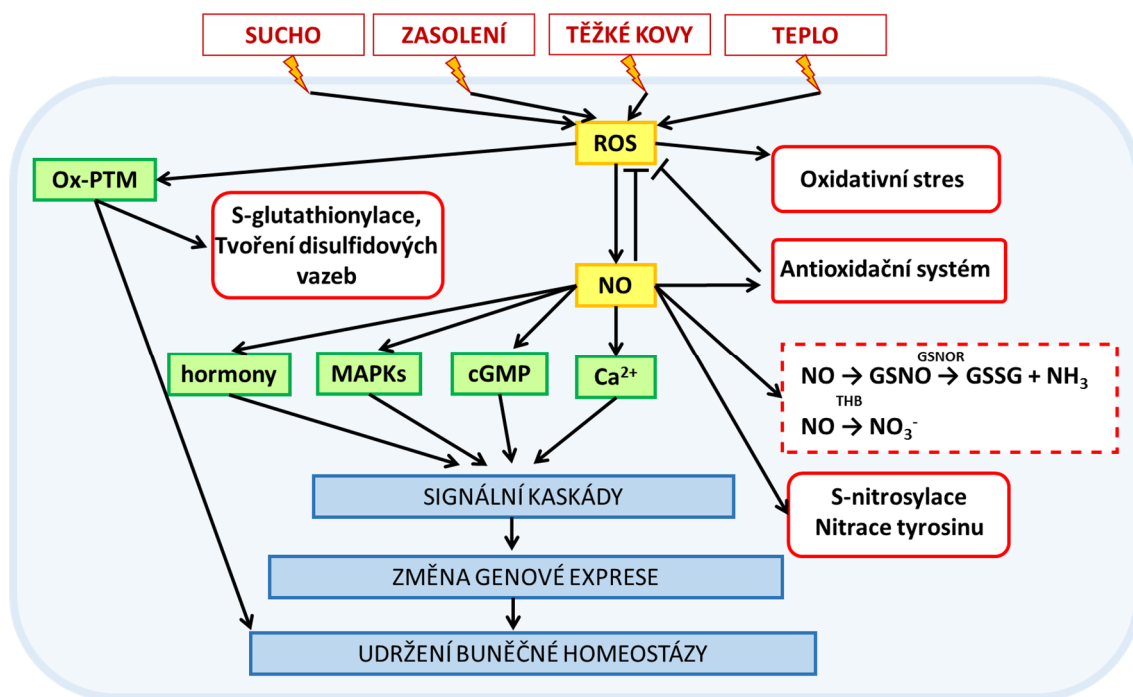 SUCHO
ZASOLENÍ
TĚŽKÉ KOVY
TEPLO
ROS
Ox-PTM
Oxidativní stres
S-glutathionylace,
Tvoření disulfidových
vazeb
Antioxidační systém
NO
hormony
MAPKs
cGMP
Ca²⁺
GSNOR
NO → GSNO → GSSG + NH₃
THB
NO → NO₃⁻
SIGNÁLNÍ KASKÁDY
S-nitrosylace
Nitrace tyrosinu
ZMĚNA GENOVÉ EXPRESE
UDRŽENÍ BUNĚČNÉ HOMEOSTÁZY